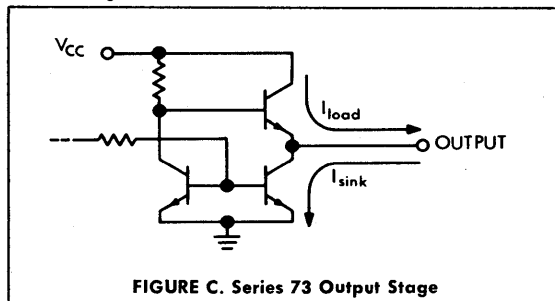 VCC
Iload
OUTPUT
Isink
FIGURE C. Series 73 Output Stage